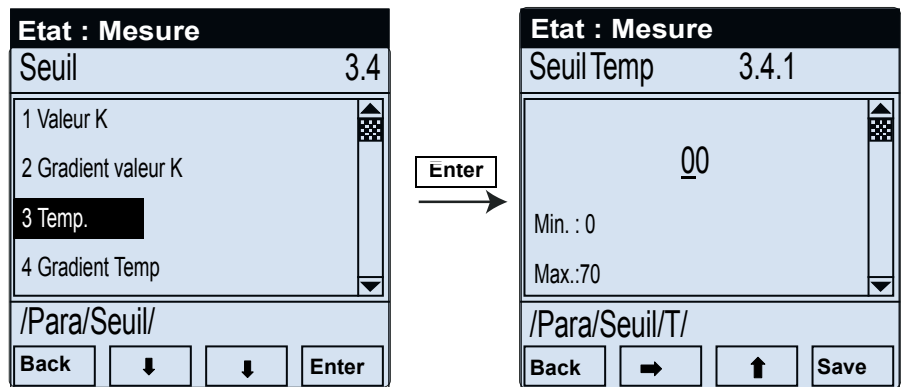 Etat : Mesure
Seuil 3.4
1 Valeur K
2 Gradient valeur K
3 Temp.
4 Gradient Temp
/Para/Seuil/
Back Enter
Enter
Etat : Mesure
Seuil Temp 3.4.1
00
Min. : 0
Max.:70
/Para/Seuil/T/
Back Save